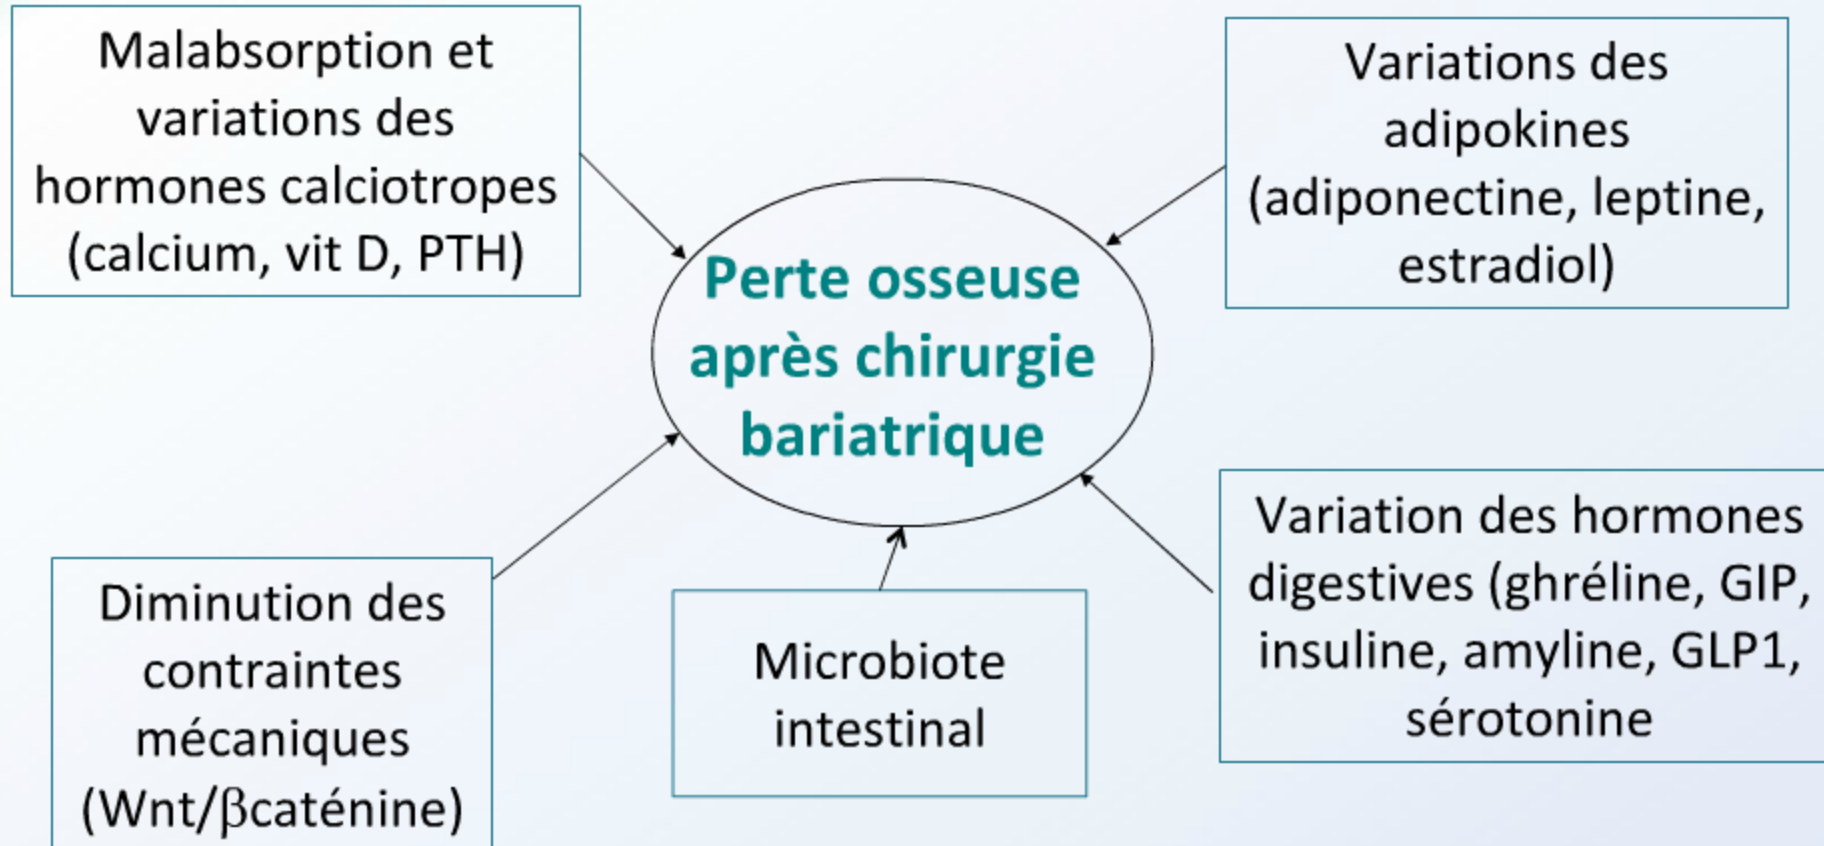 Malabsorption et
variations des
hormones calciotropes
(calcium, vit D, PTH)
Variations des
adipokines
(adiponectine, leptine,
estradiol)
Perte osseuse
après chirurgie
bariatrique
Diminution des
contraintes
mécaniques
(Wnt/βcaténine)
Microbiote
intestinal
Variation des hormones
digestives (ghréline, GIP,
insuline, amyline, GLP1,
sérotonine